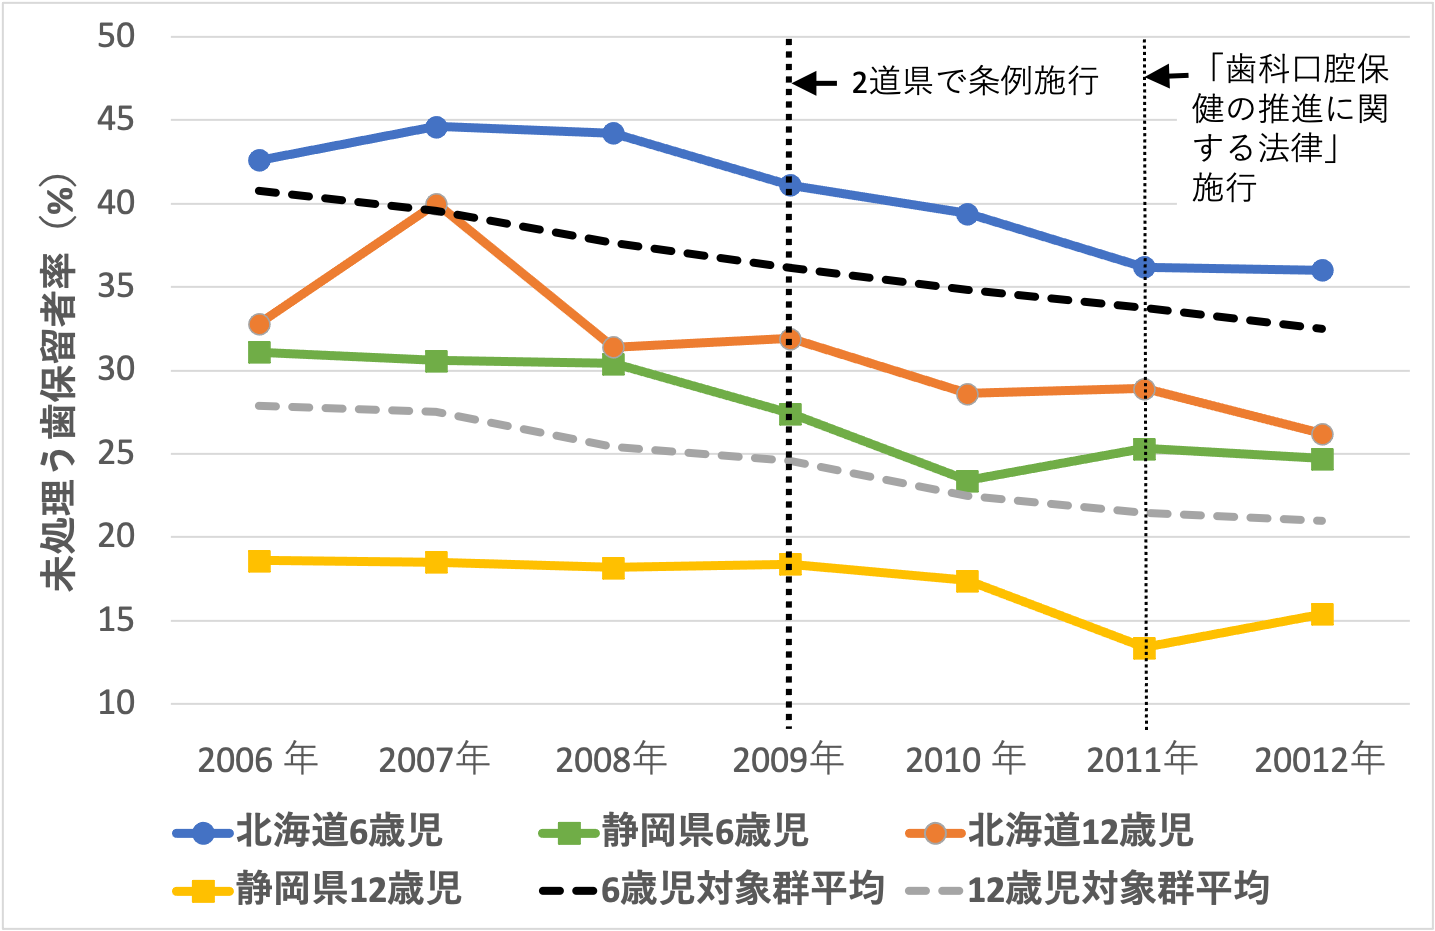 50
45
40
35
30
25
20
15
10
未処理う歯保留者率（%）
2道県で条例施行
「歯科口腔保
健の推進に関
する法律」
施行
2006 年
2007年
2008年
2009年
2010 年
2011年
20012年
北海道6歳児
静岡県6歳児
北海道12歳児
静岡県12歳児
6歳児対象群平均
12歳児対象群平均